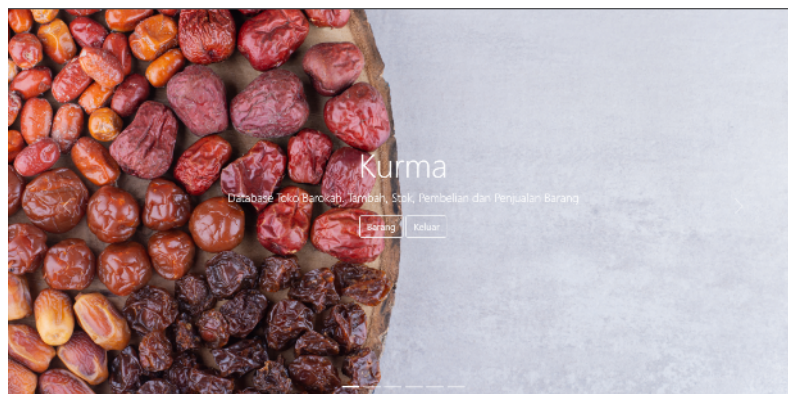 Kurma
Database Toko Barokah. Tambah, Stok, Pembelian dan Penjualan Barang
Barang
Keluar